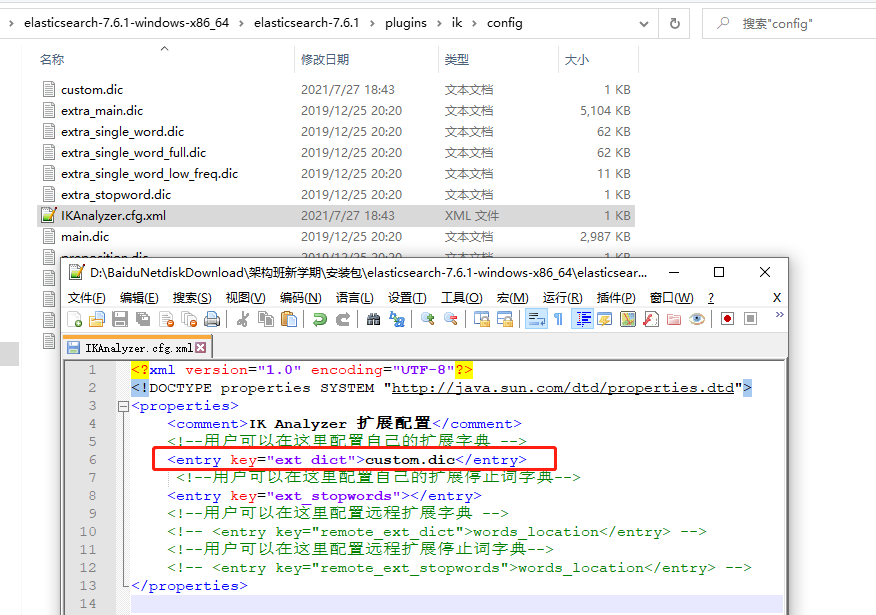 elasticsearch-7.6.1-windows-x86_64 > elasticsearch-7.6.1 > plugins > ik > config
搜索"config"
名称 修改日期 类型 大小
custom.dic 2021/7/27 18:43 文本文档 1 KB
extra_main.dic 2019/12/25 20:20 文本文档 5,104 KB
extra_single_word.dic 2019/12/25 20:20 文本文档 62 KB
extra_single_word_full.dic 2019/12/25 20:20 文本文档 62 KB
extra_single_word_low_freq.dic 2019/12/25 20:20 文本文档 11 KB
extra_stopword.dic 2019/12/25 20:20 文本文档 1 KB
IKAnalyzer.cfg.xml 2021/7/27 18:43 XML 文件 1 KB
main.dic 2019/12/25 20:20 文本文档 2,987 KB
D:\BaiduNetdiskDownload\架构班新学期\安装包\elasticsearch-7.6.1-windows-x86_64\elasticsear...
文件(F) 编辑(E) 搜索(S) 视图(V) 编码(N) 语言(L) 设置(T) 工具(O) 宏(M) 运行(R) 插件(P) 窗口(W) ? X
IKAnalyzer.cfg.xml
1 <?xml version="1.0" encoding="UTF-8"?>
2 <!DOCTYPE properties SYSTEM "http://java.sun.com/dtd/properties.dtd">
3 <properties>
4 <comment>IK Analyzer 扩展配置</comment>
5 <!--用户可以在这里配置自己的扩展字典 -->
6 <entry key="ext_dict">custom.dic</entry>
7 <!--用户可以在这里配置自己的扩展停止词字典-->
8 <entry key="ext_stopwords"></entry>
9 <!--用户可以在这里配置远程扩展字典 -->
10 <!-- <entry key="remote_ext_dict">words_location</entry> -->
11 <!--用户可以在这里配置远程扩展停止词字典-->
12 <!-- <entry key="remote_ext_stopwords">words_location</entry> -->
13 </properties>
14